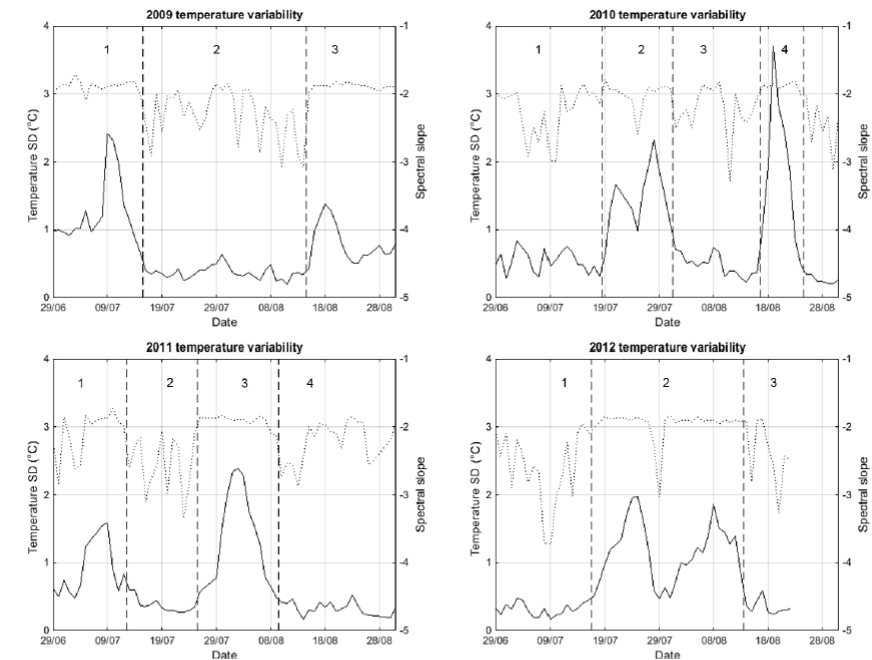 2009 temperature variability
4
3
2
1
0
Temperature SD (°C)
1 2 3
-1
-2
-3
-4
-5
Spectral slope
29/06 09/07 19/07 29/07 08/08 18/08 28/08
Date
2010 temperature variability
4
3
2
1
0
Temperature SD (°C)
1 2 3 4
-1
-2
-3
-4
-5
Spectral slope
29/06 09/07 19/07 29/07 08/08 18/08 28/08
Date
2011 temperature variability
4
3
2
1
0
Temperature SD (°C)
1 2 3 4
-1
-2
-3
-4
-5
Spectral slope
29/06 09/07 19/07 29/07 08/08 18/08 28/08
Date
2012 temperature variability
4
3
2
1
0
Temperature SD (°C)
1 2 3
-1
-2
-3
-4
-5
Spectral slope
29/06 09/07 19/07 29/07 08/08 18/08 28/08
Date